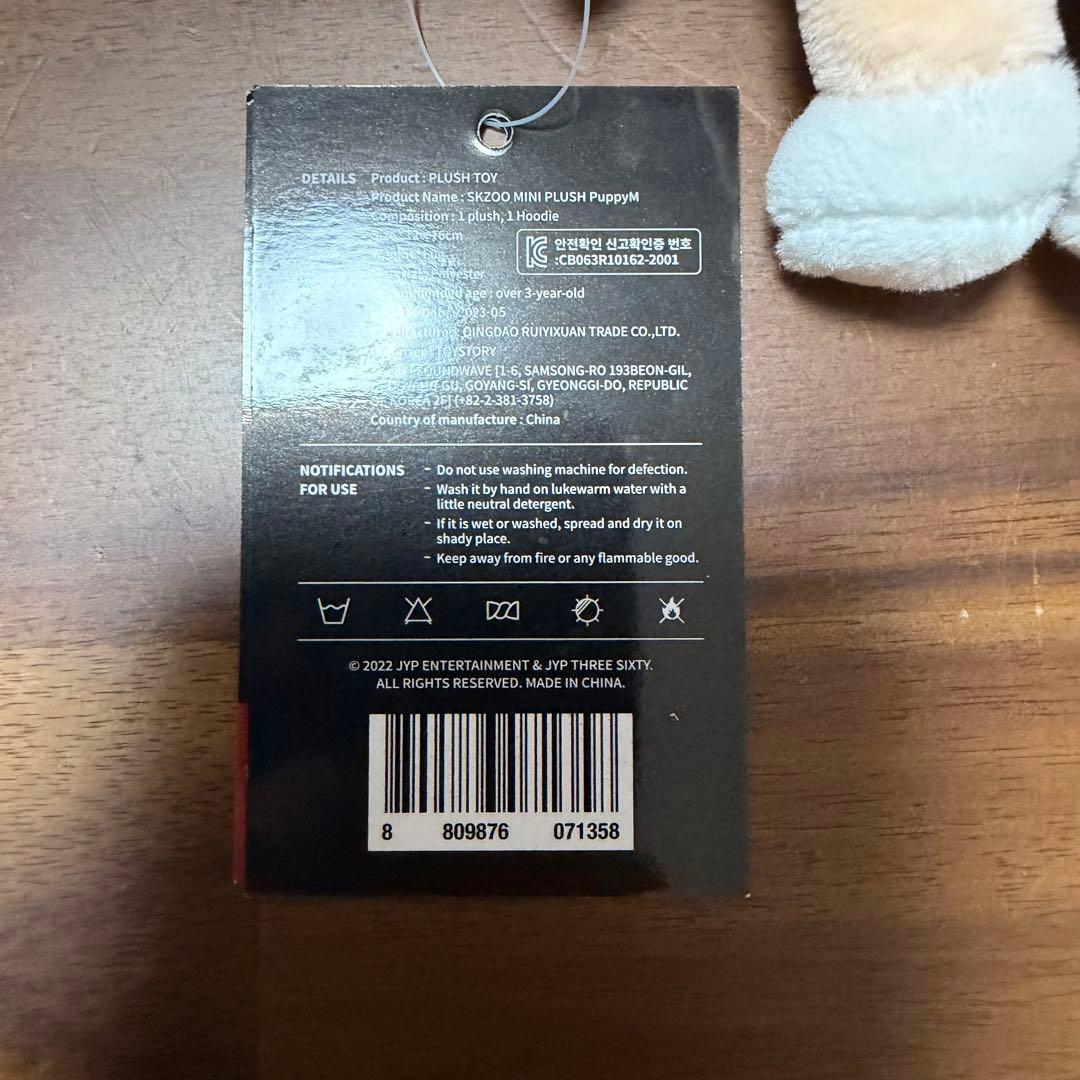 DETAILS Product : PLUSH TOY
Product Name : SKZOO MINI PLUSH PuppyM
Composition : 1 plush, 1 Hoodie
16cm
안전확인 신고확인증 번호
:CB063R10162-2001
age : over 3-year-old
2023-05
QINGDAO RUIYIXUAN TRADE CO.,LTD.
TOYSTORY
SOUNDWAVE [1-6, SAMSONG-RO 193BEON-GIL,
GOYANG-SI, GYEONGGI-DO, REPUBLIC
KOREA 2F] (+82-2-381-3758)
Country of manufacture : China
NOTIFICATIONS
FOR USE
- Do not use washing machine for defection.
- Wash it by hand on lukewarm water with a
little neutral detergent.
- If it is wet or washed, spread and dry it on
shady place.
- Keep away from fire or any flammable good.
© 2022 JYP ENTERTAINMENT & JYP THREE SIXTY.
ALL RIGHTS RESERVED. MADE IN CHINA.
8 809876 071358